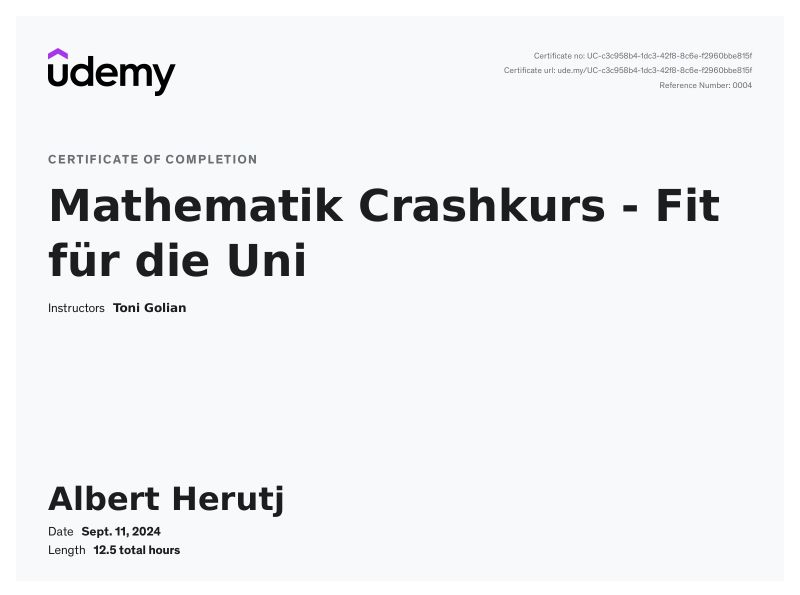 udemy
Certificate no: UC-c3c958b4-1dc3-42f8-8c6e-f2960bbe815f
Certificate url: ude.my/UC-c3c958b4-1dc3-42f8-8c6e-f2960bbe815f
Reference Number: 0004
CERTIFICATE OF COMPLETION
Mathematik Crashkurs - Fit
für die Uni
Instructors Toni Golian
Albert Herutj
Date Sept. 11, 2024
Length 12.5 total hours